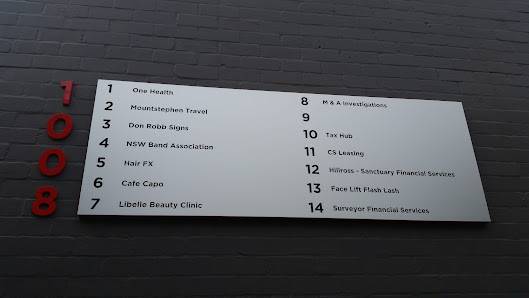 1008
1 One Health
2 Mountstephen Travel
3 Don Robb Signs
4 NSW Band Association
5 Hair FX
6 Cafe Capo
7 Libelle Beauty Clinic
8 M & A Investigations
9
10 Tax Hub
11 CS Leasing
12 Hillross - Sanctuary Financial Services
13 Face Lift Flash Lash
14 Surveyor Financial Services